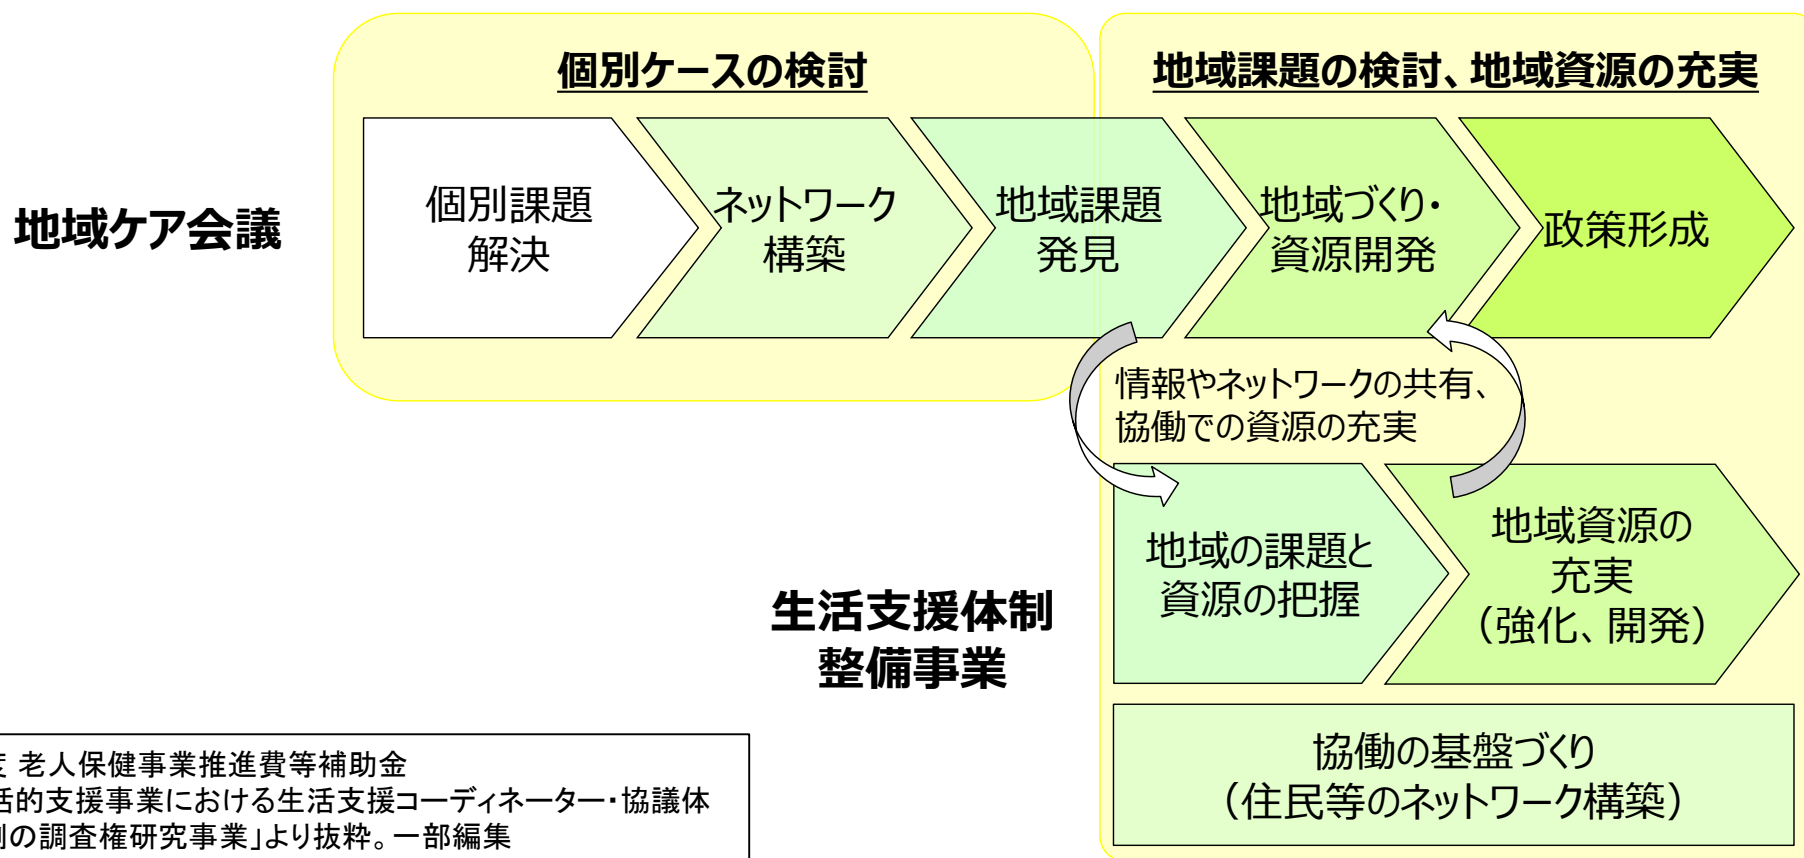 個別ケースの検討
地域課題の検討、地域資源の充実
地域ケア会議
個別課題
解決
ネットワーク
構築
地域課題
発見
地域づくり・
資源開発
政策形成
情報やネットワークの共有、
協働での資源の充実
生活支援体制
整備事業
地域の課題と
資源の把握
地域資源の
充実
（強化、開発）
協働の基盤づくり
（住民等のネットワーク構築）
老人保健事業推進費等補助金
的支援事業における生活支援コーディネーター・協議体
の調査権研究事業」より抜粋。一部編集